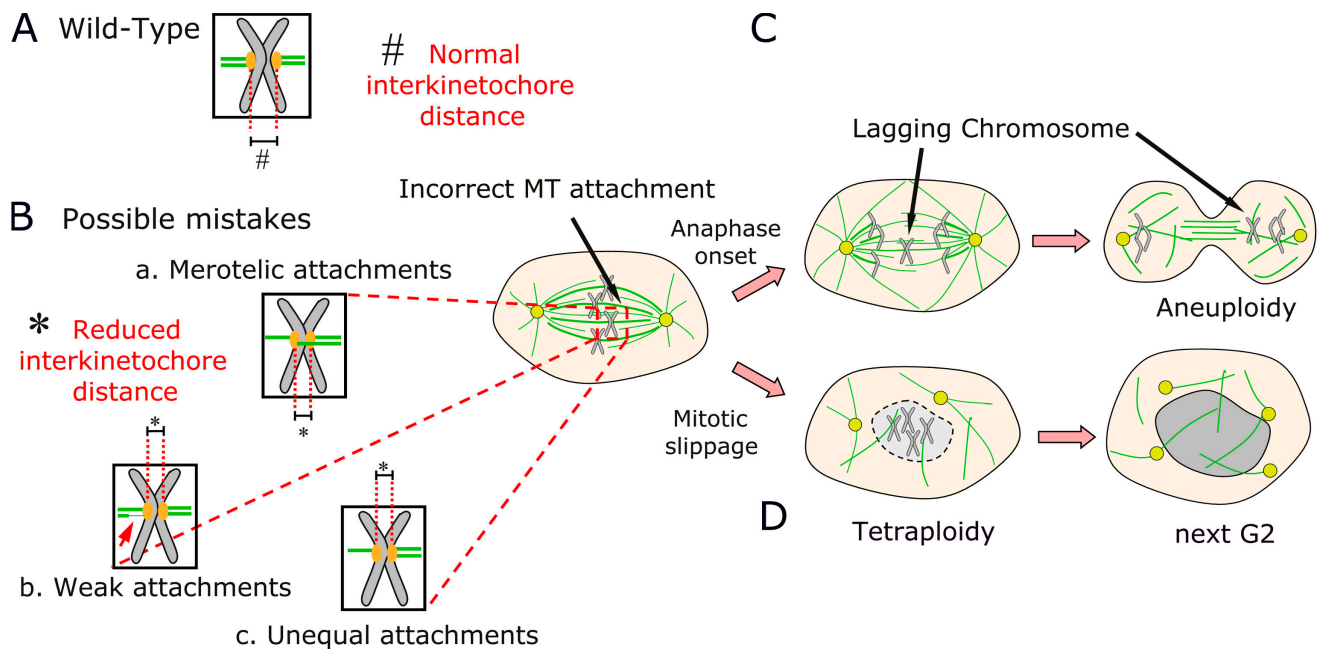 A Wild-Type
#
# Normal
interkinetochore
distance
B Possible mistakes
a. Merotelic attachments
*
* Reduced
interkinetochore
distance
*
b. Weak attachments
*
c. Unequal attachments
Incorrect MT attachment
Anaphase
onset
Mitotic
slippage
C
Lagging Chromosome
Aneuploidy
D
Tetraploidy
next G2